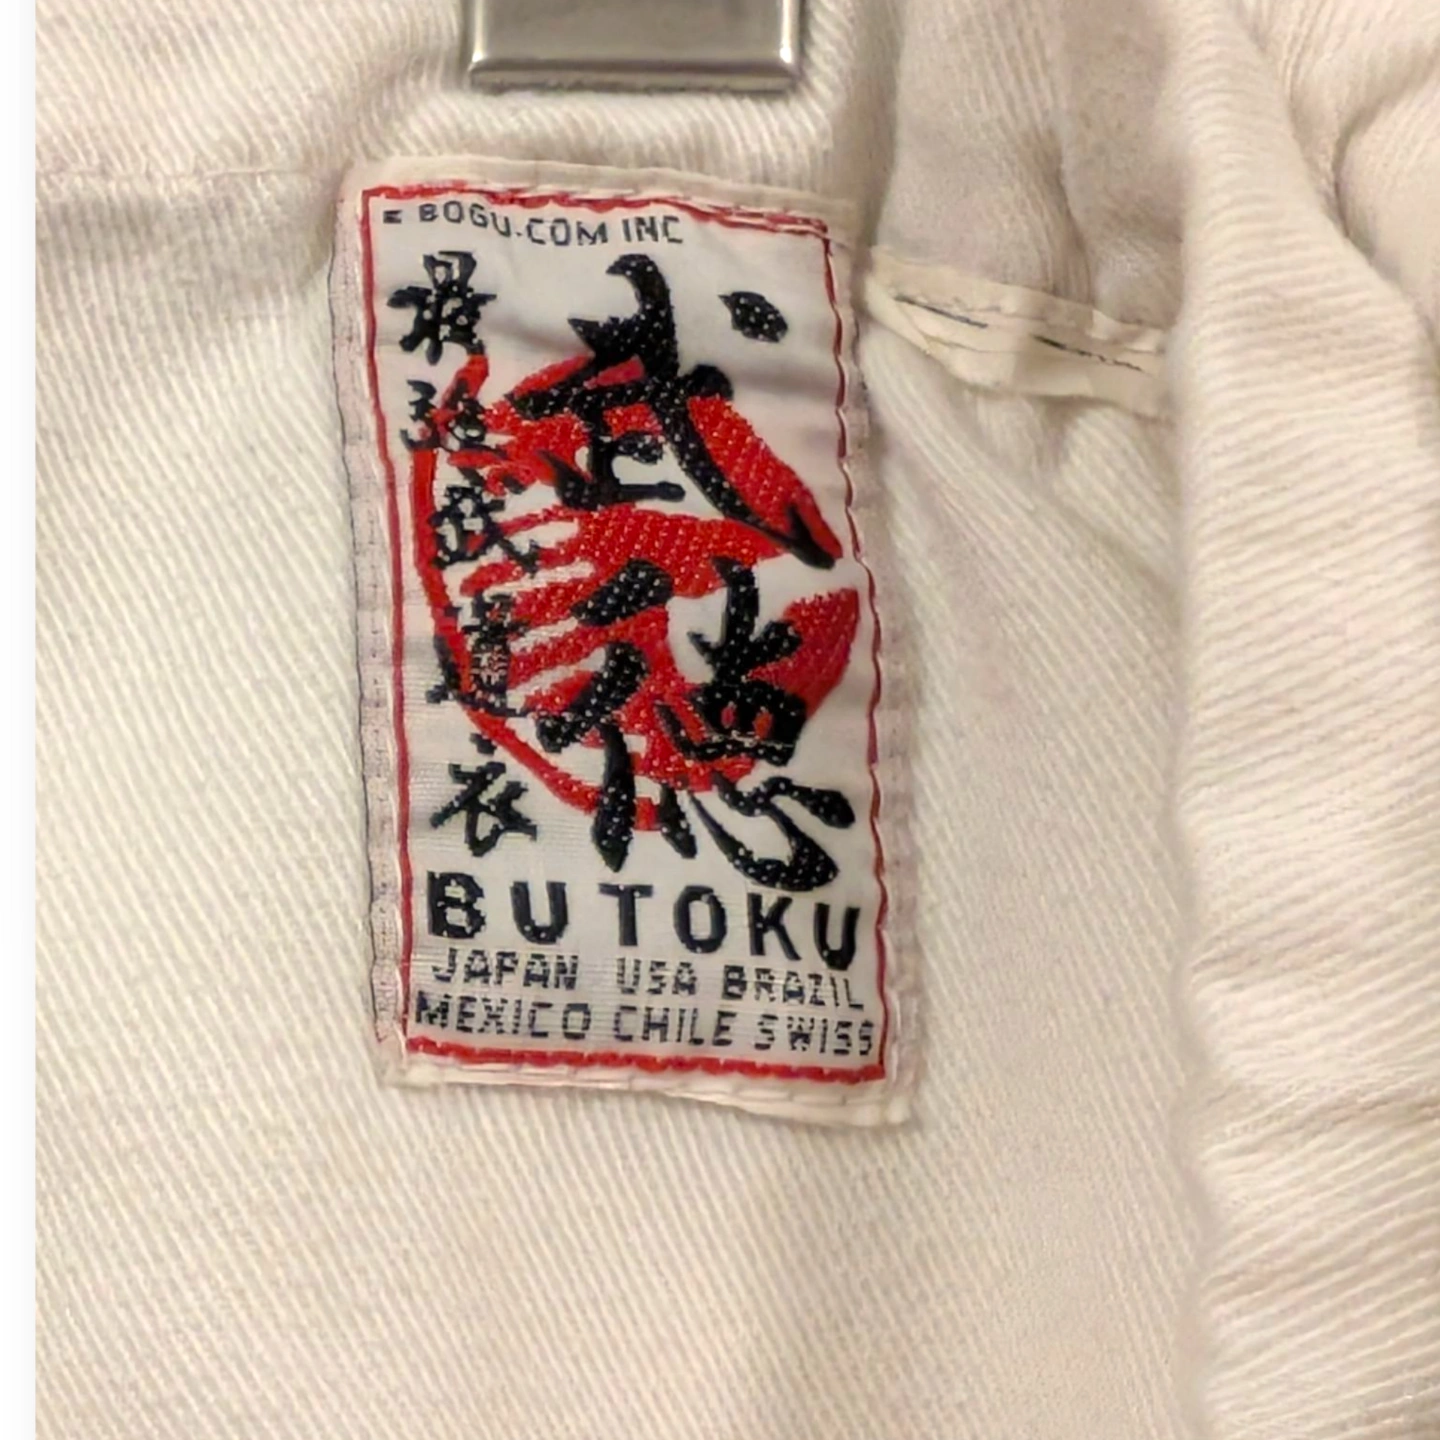 E BOGU.COM INC
武徳
最強武道衣
BUTOKU
JAPAN USA BRAZIL
MEXICO CHILE SWISS